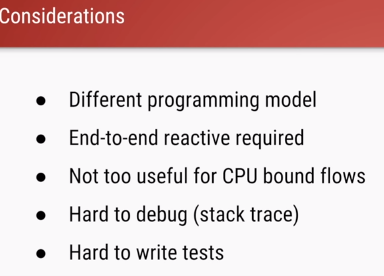 Considerations
● Different programming model
● End-to-end reactive required
● Not too useful for CPU bound flows
● Hard to debug (stack trace)
● Hard to write tests